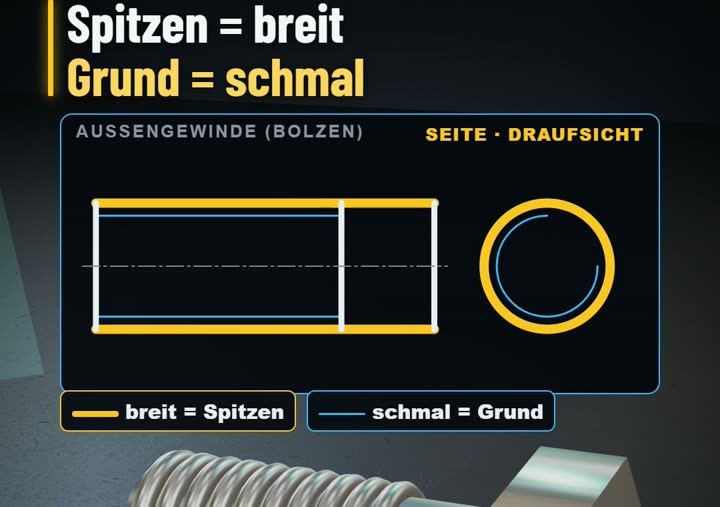 Spitzen = breit
Grund = schmal
AUSSENGEWINDE (BOLZEN)
SEITE · DRAUFSICHT
breit = Spitzen
schmal = Grund